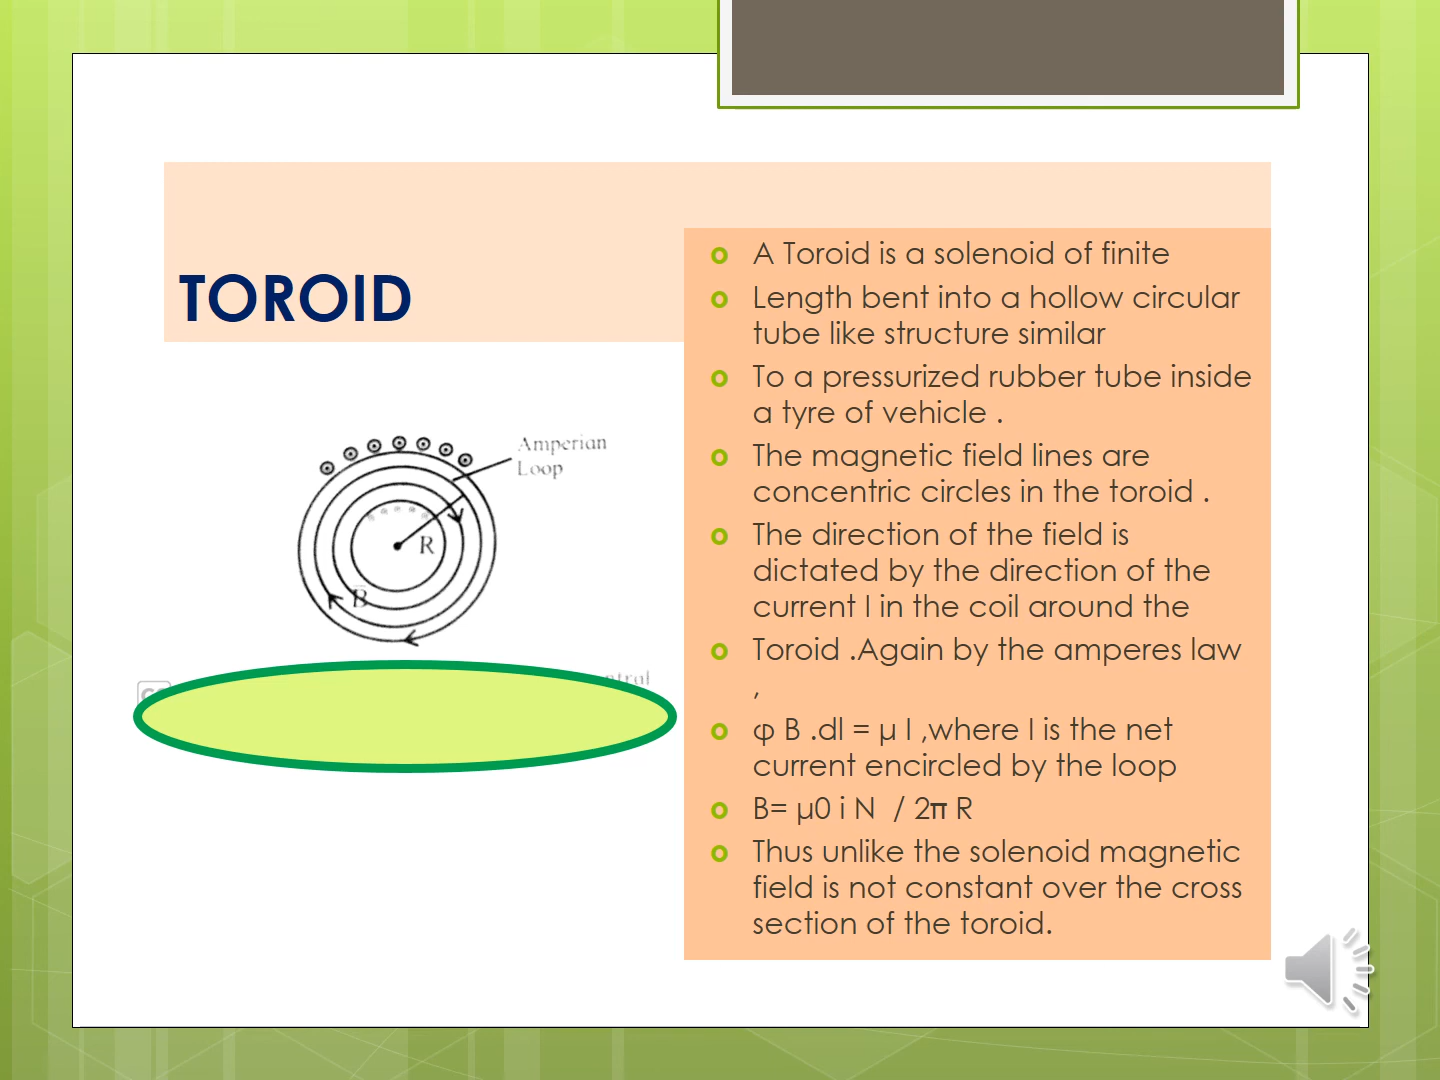 TOROID
Amperian
Loop
R
B
A Toroid is a solenoid of finite
Length bent into a hollow circular
tube like structure similar
To a pressurized rubber tube inside
a tyre of vehicle .
The magnetic field lines are
concentric circles in the toroid .
The direction of the field is
dictated by the direction of the
current I in the coil around the
Toroid .Again by the amperes law
,
φ B .dl = µ I ,where I is the net
current encircled by the loop
B= µ0 i N / 2π R
Thus unlike the solenoid magnetic
field is not constant over the cross
section of the toroid.